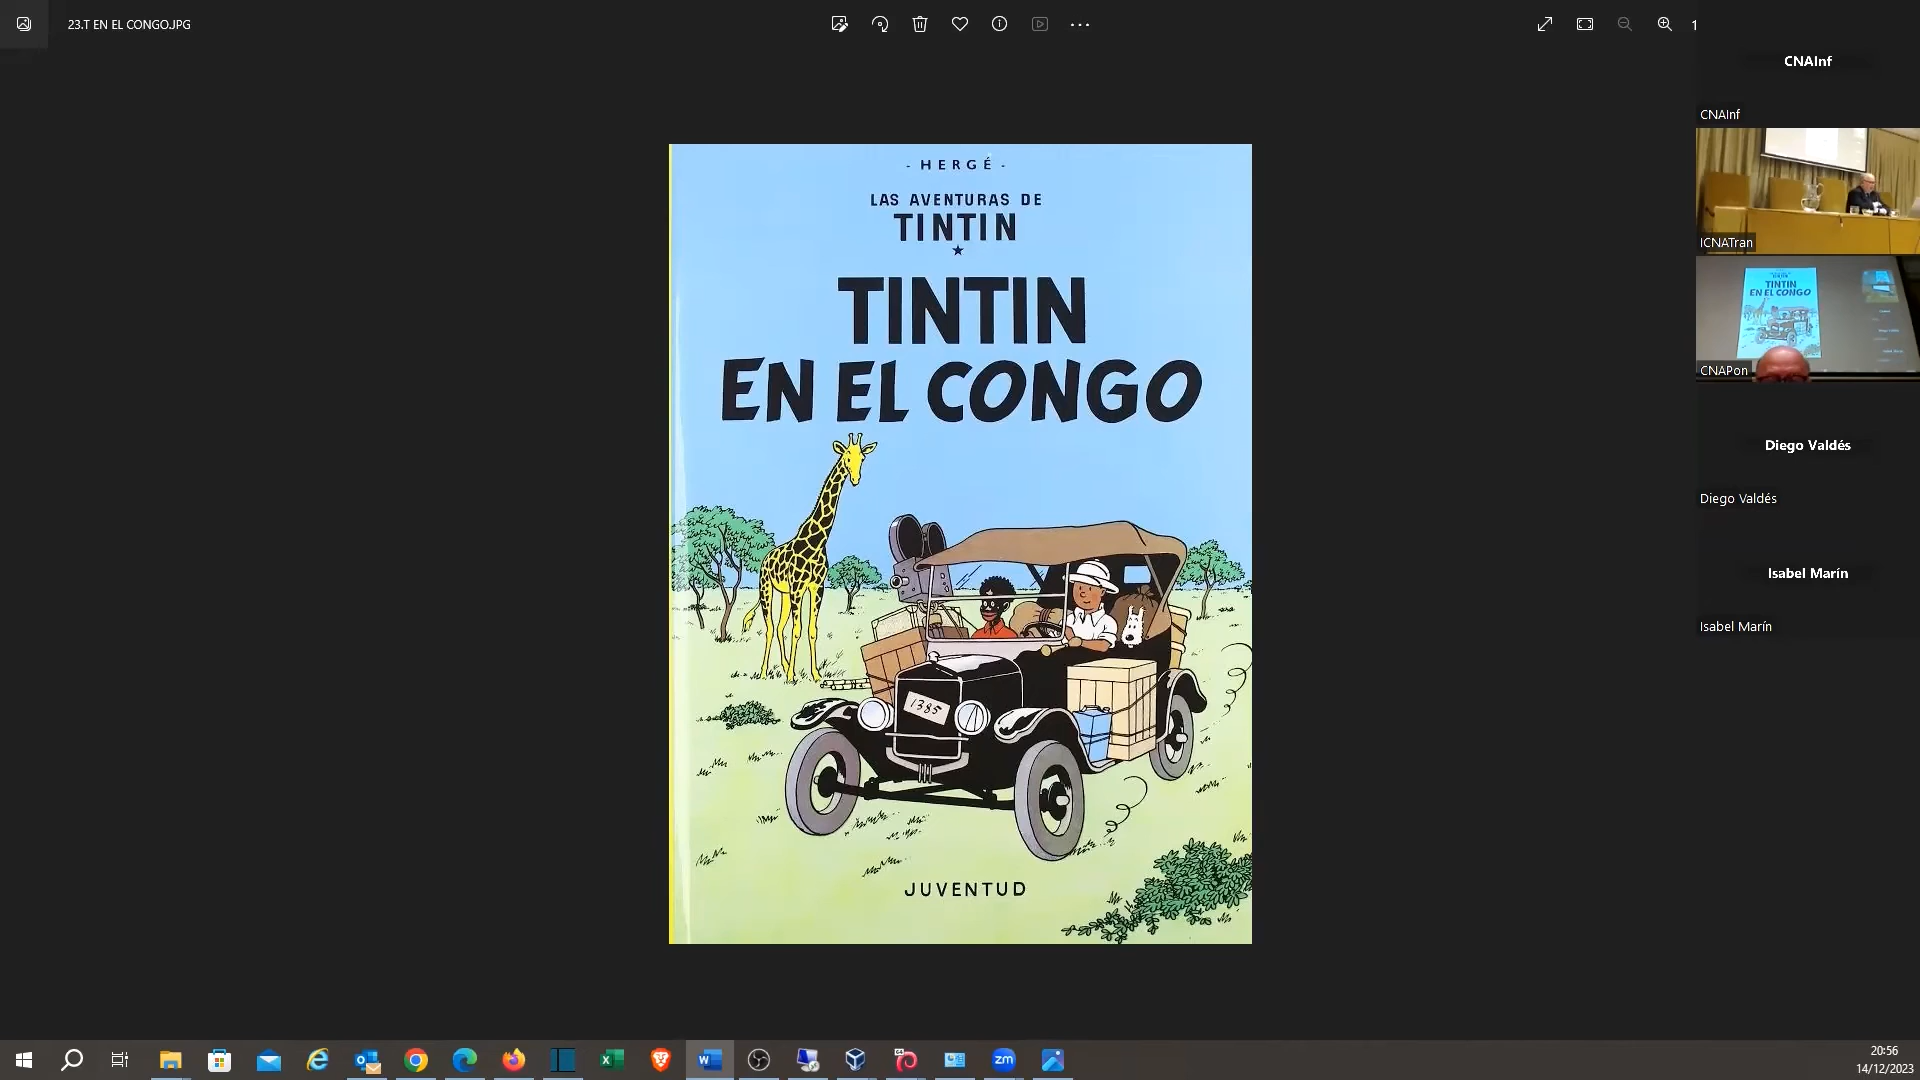 23.T EN EL CONGO.JPG
1
CNAInf
CNAInf
ICNATran
TINTIN
EN EL CONGO
CNAPon
Diego Valdés
Diego Valdés
Isabel Marín
Isabel Marín
- HERGÉ -
LAS AVENTURAS DE
TINTIN
TINTIN
EN EL CONGO
1385
JUVENTUD
zm
20:56
14/12/2023